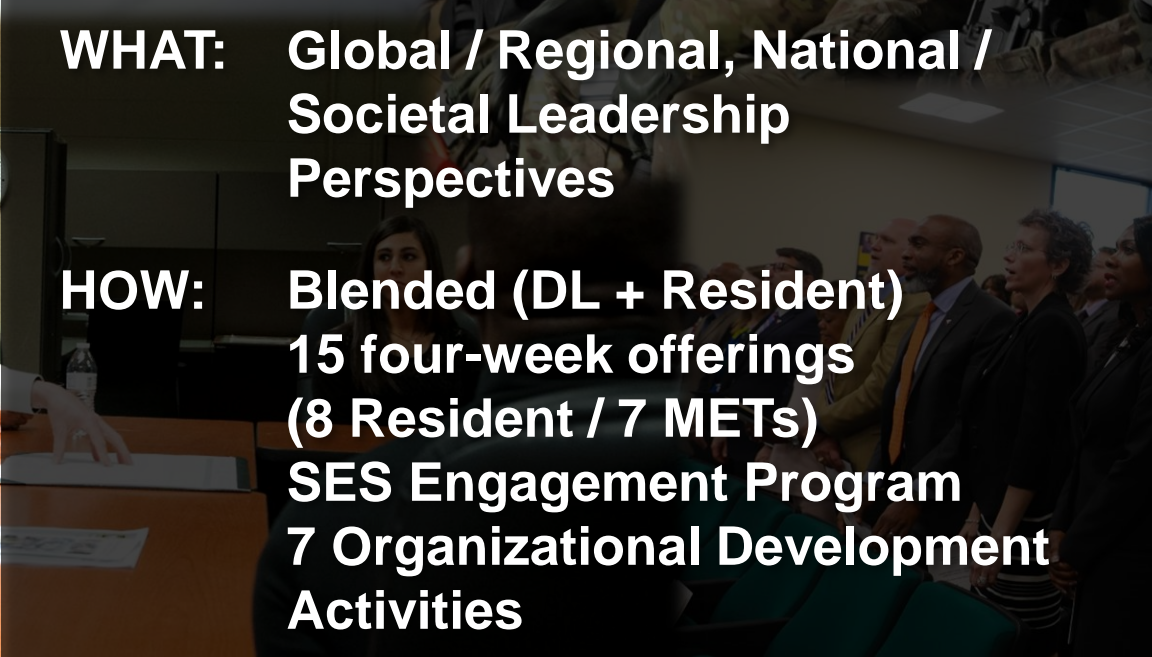 WHAT: Global / Regional, National /
Societal Leadership
Perspectives
HOW: Blended (DL + Resident)
15 four-week offerings
(8 Resident / 7 METs)
SES Engagement Program
7 Organizational Development
Activities